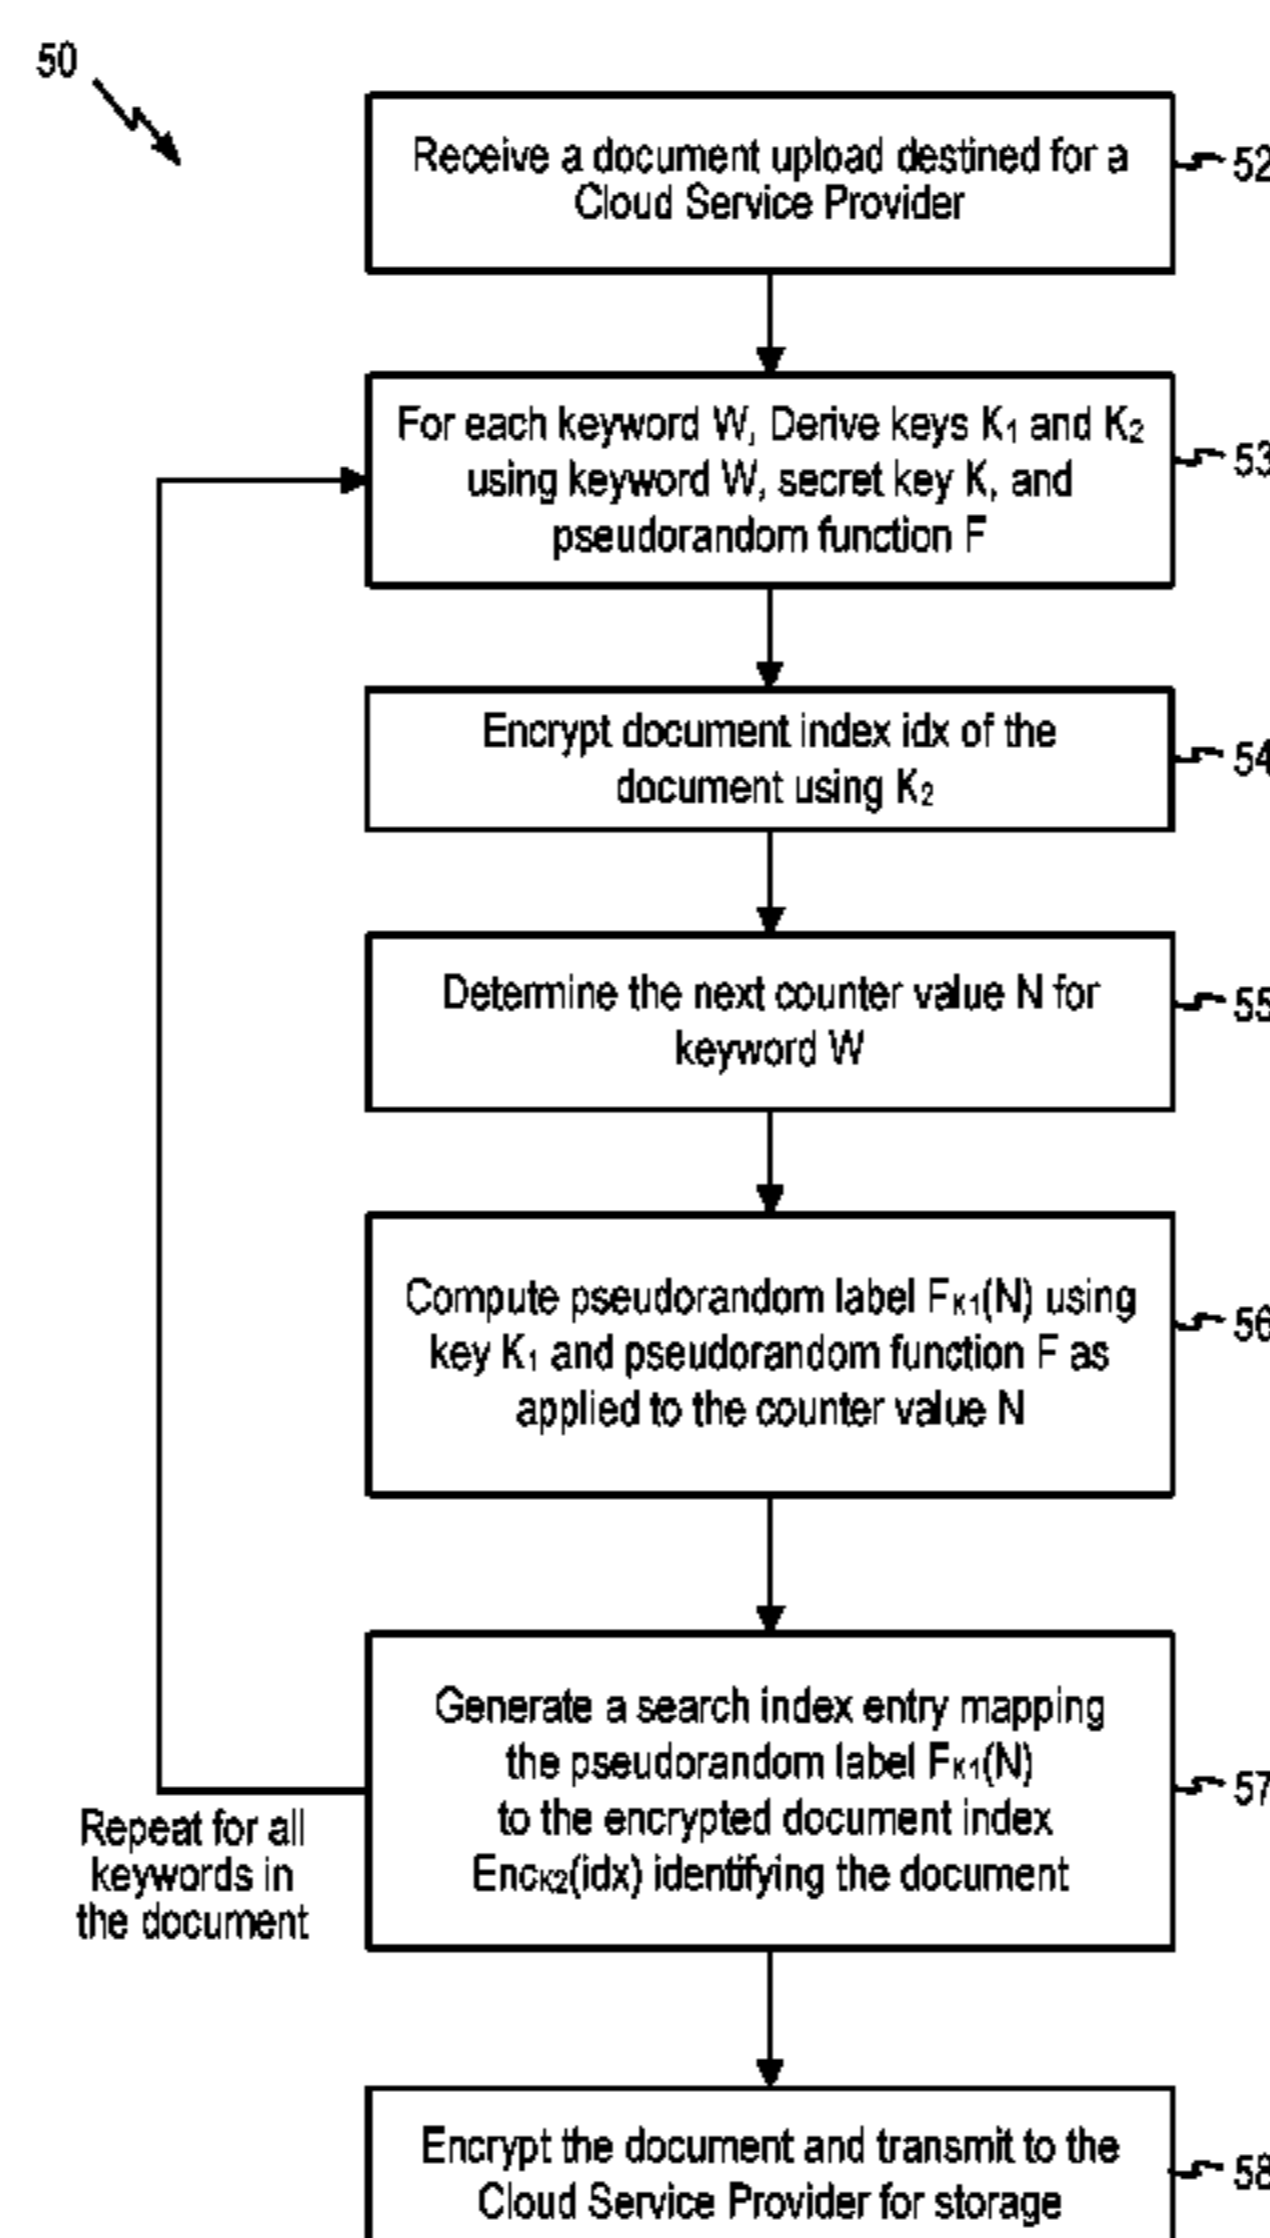 50
Receive a document upload destined for a
Cloud Service Provider
52
For each keyword W, Derive keys K₁ and K₂
using keyword W, secret key K, and
pseudorandom function F
53
Encrypt document index idx of the
document using K₂
54
Determine the next counter value N for
keyword W
55
Compute pseudorandom label Fₖ₁(N) using
key K₁ and pseudorandom function F as
applied to the counter value N
56
Generate a search index entry mapping
the pseudorandom label Fₖ₁(N)
to the encrypted document index
Encₖ₂(idx) identifying the document
57
Repeat for all
keywords in
the document
Encrypt the document and transmit to the
Cloud Service Provider for storage
58